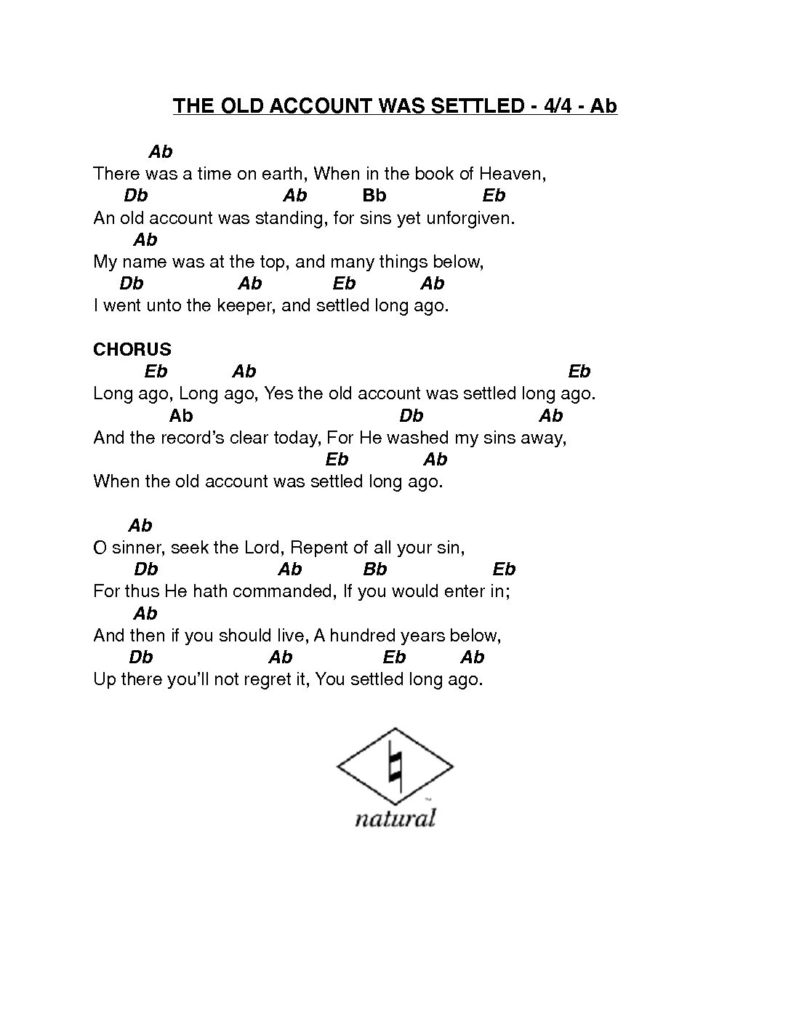 THE OLD ACCOUNT WAS SETTLED - 4/4 - Ab
Ab
There was a time on earth, When in the book of Heaven,
Db Ab Bb Eb
An old account was standing, for sins yet unforgiven.
Ab
My name was at the top, and many things below,
Db Ab Eb Ab
I went unto the keeper, and settled long ago.
CHORUS
Eb Ab Eb
Long ago, Long ago, Yes the old account was settled long ago.
Ab Db Ab
And the record's clear today, For He washed my sins away,
Eb Ab
When the old account was settled long ago.
Ab
O sinner, seek the Lord, Repent of all your sin,
Db Ab Bb Eb
For thus He hath commanded, If you would enter in;
Ab
And then if you should live, A hundred years below,
Db Ab Eb Ab
Up there you'll not regret it, You settled long ago.
♮
™
natural